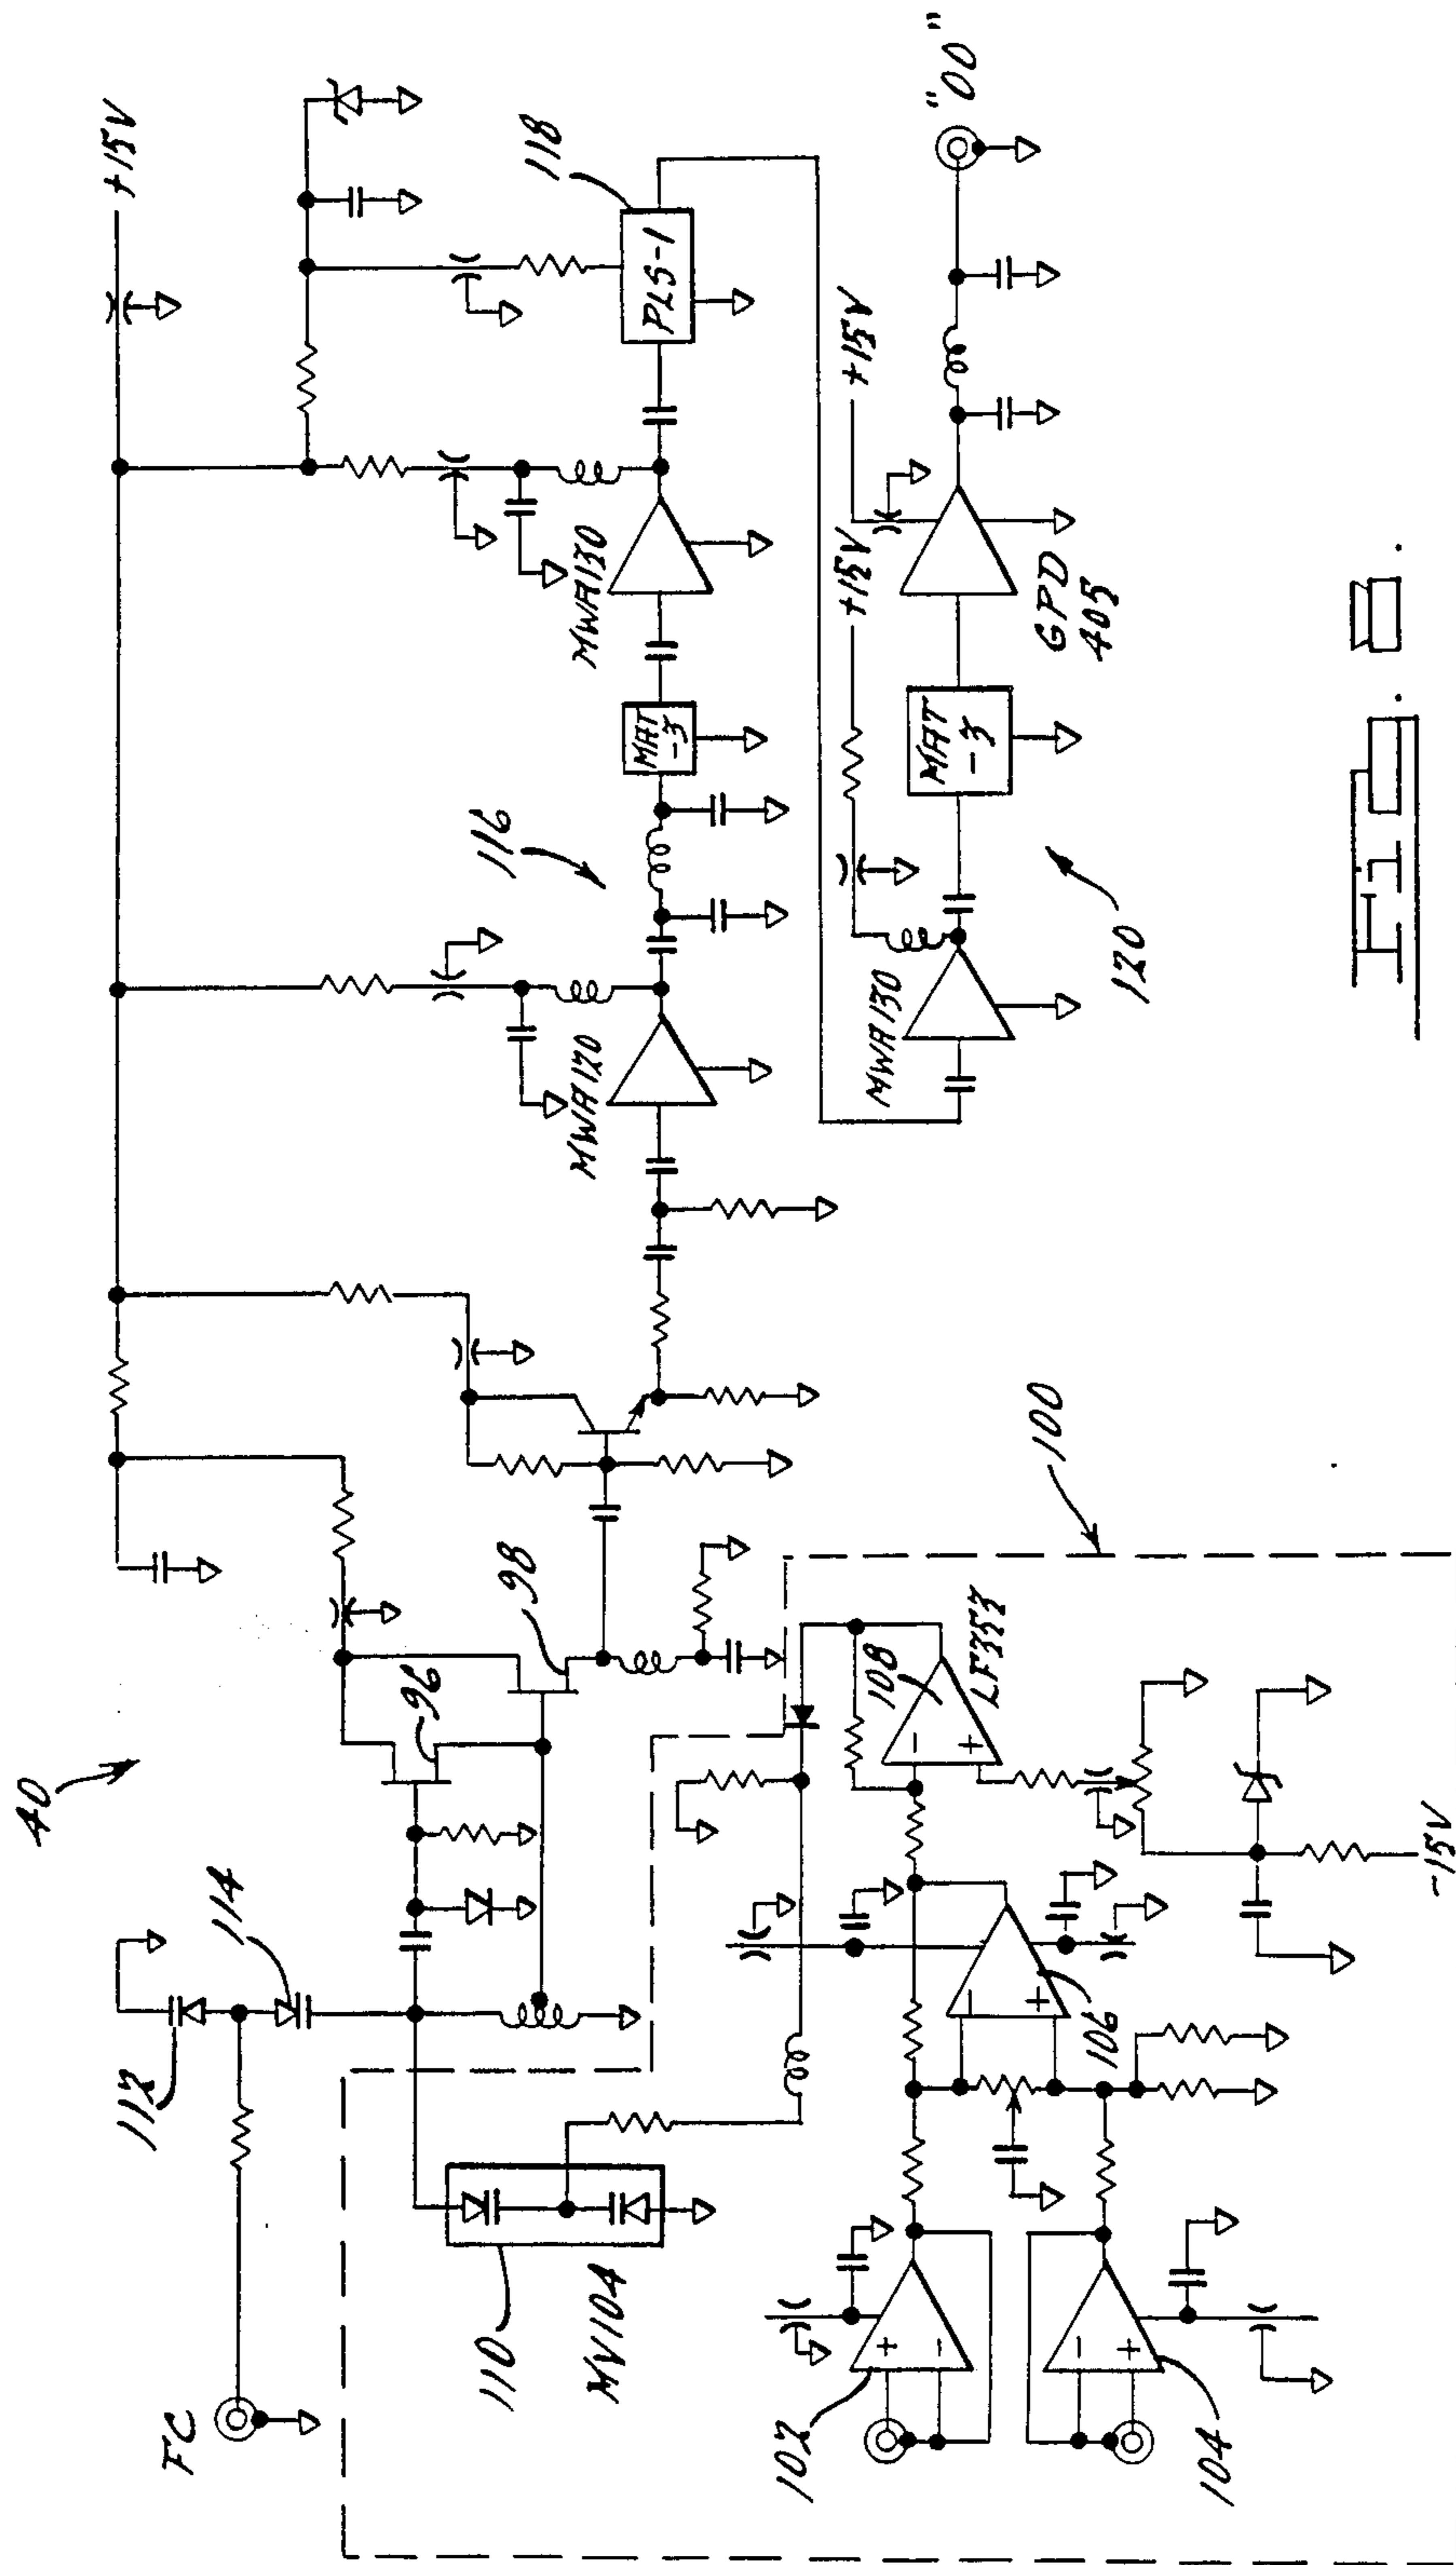 40
+15V
FC
112
114
96
98
116
MWA120
MAT
-3
MWA130
PLS-1
118
110
MV104
100
108
LF353
102
104
106
-15V
120
MWA130
+15V
MAT
-3
+15V
GPD
405
"OO"